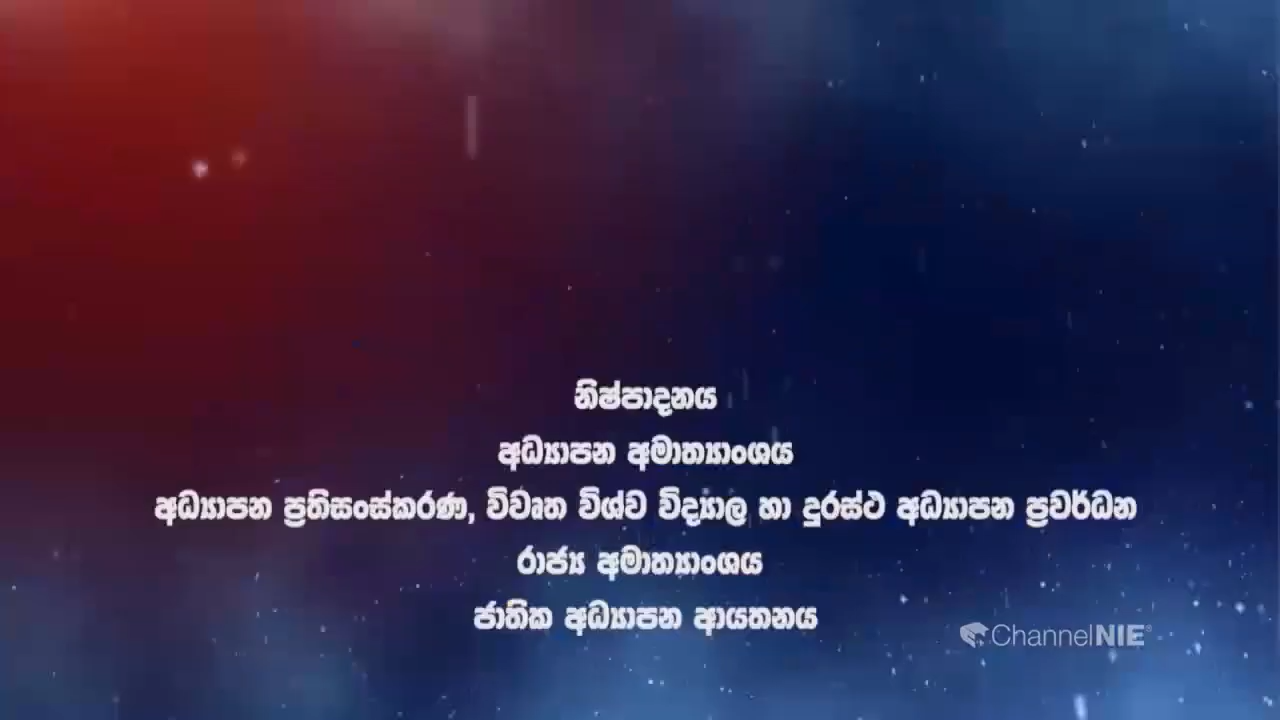 නිෂ්පාදනය
අධ්‍යාපන අමාත්‍යාංශය
අධ්‍යාපන ප්‍රතිසංස්කරණ, විවෘත විශ්ව විද්‍යාල හා දුරස්ථ අධ්‍යාපන ප්‍රවර්ධන
රාජ්‍ය අමාත්‍යාංශය
ජාතික අධ්‍යාපන ආයතනය
ChannelNIE